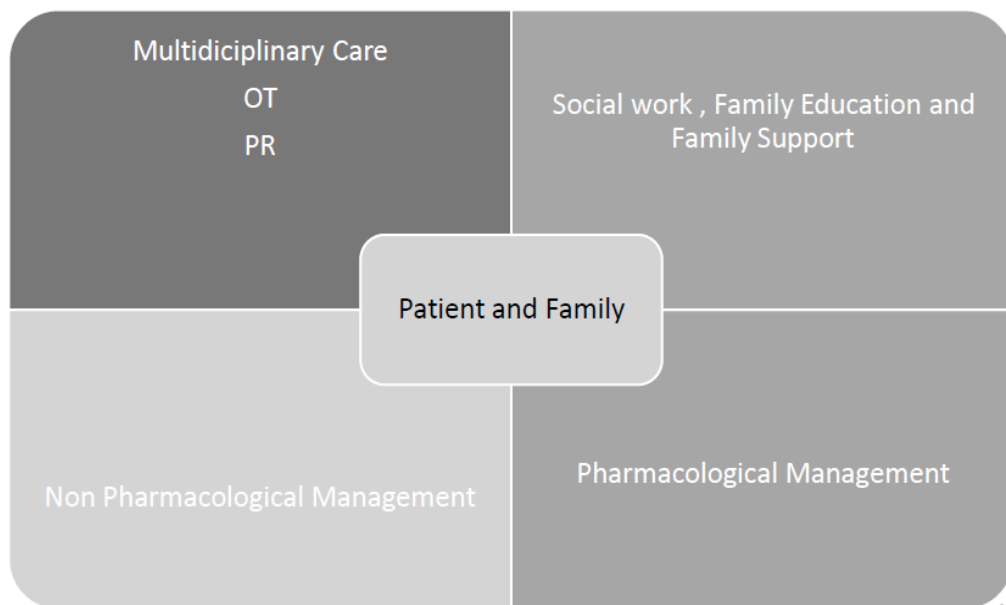 Multidiciplinary Care
OT
PR
Social work , Family Education and
Family Support
Patient and Family
Non Pharmacological Management
Pharmacological Management